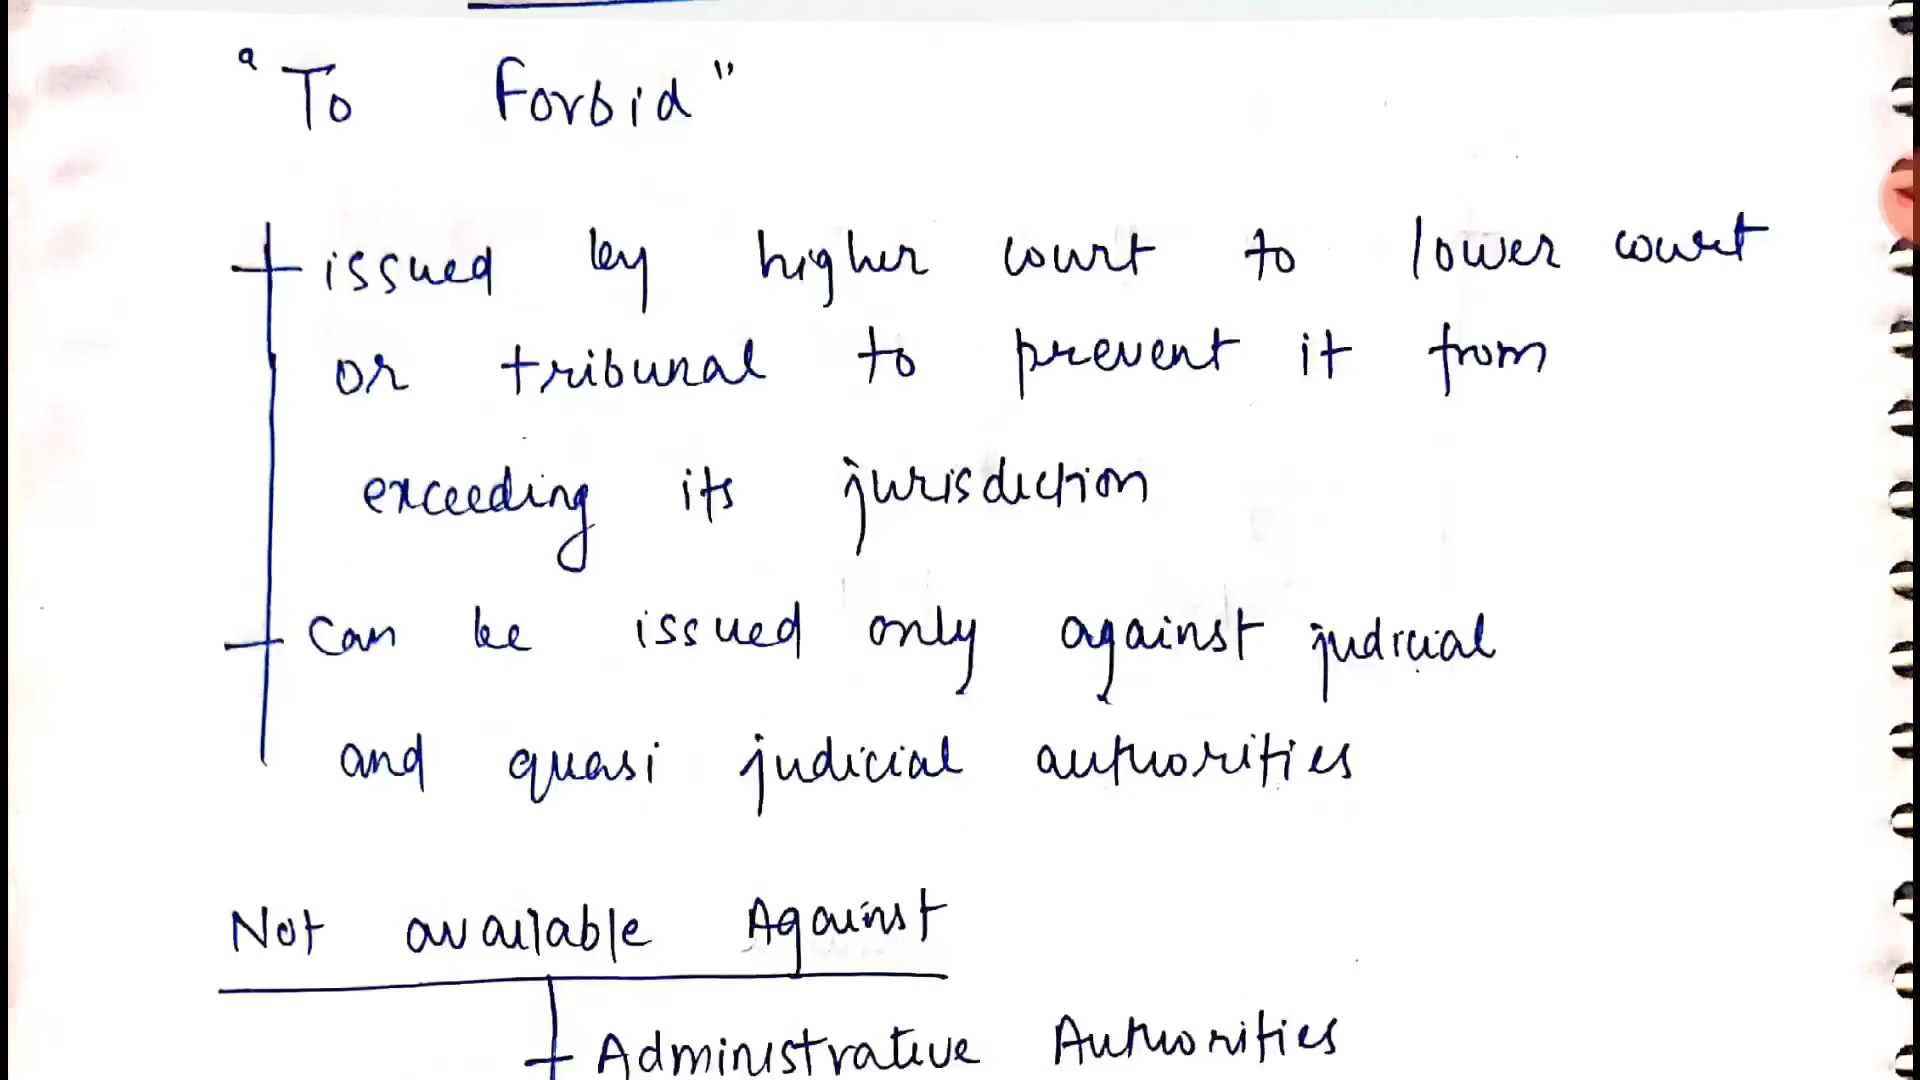 "To Forbid"
issued by higher court to lower court
or tribunal to prevent it from
exceeding its jurisdiction
Can be issued only against judicial
and quasi judicial authorities
Not available Against
Administrative Authorities